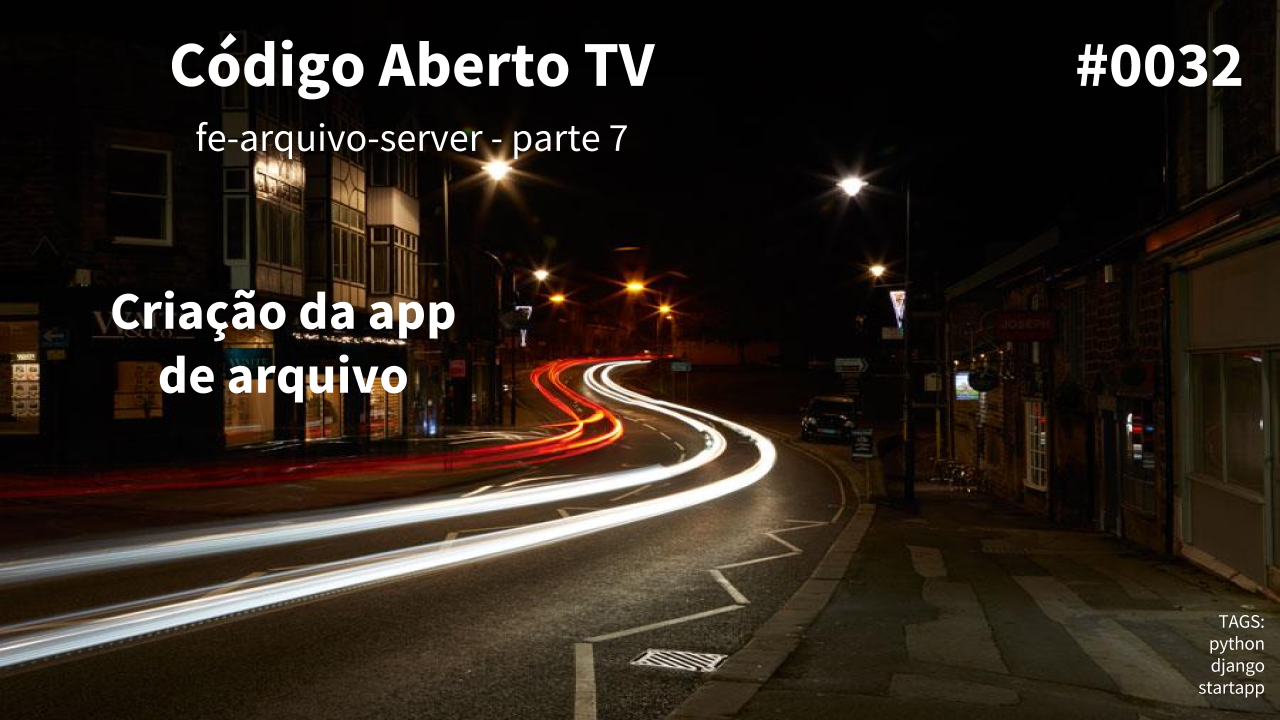 Código Aberto TV
#0032
fe-arquivo-server - parte 7
Criação da app
de arquivo
JOSEPH
TAGS:
python
django
startapp